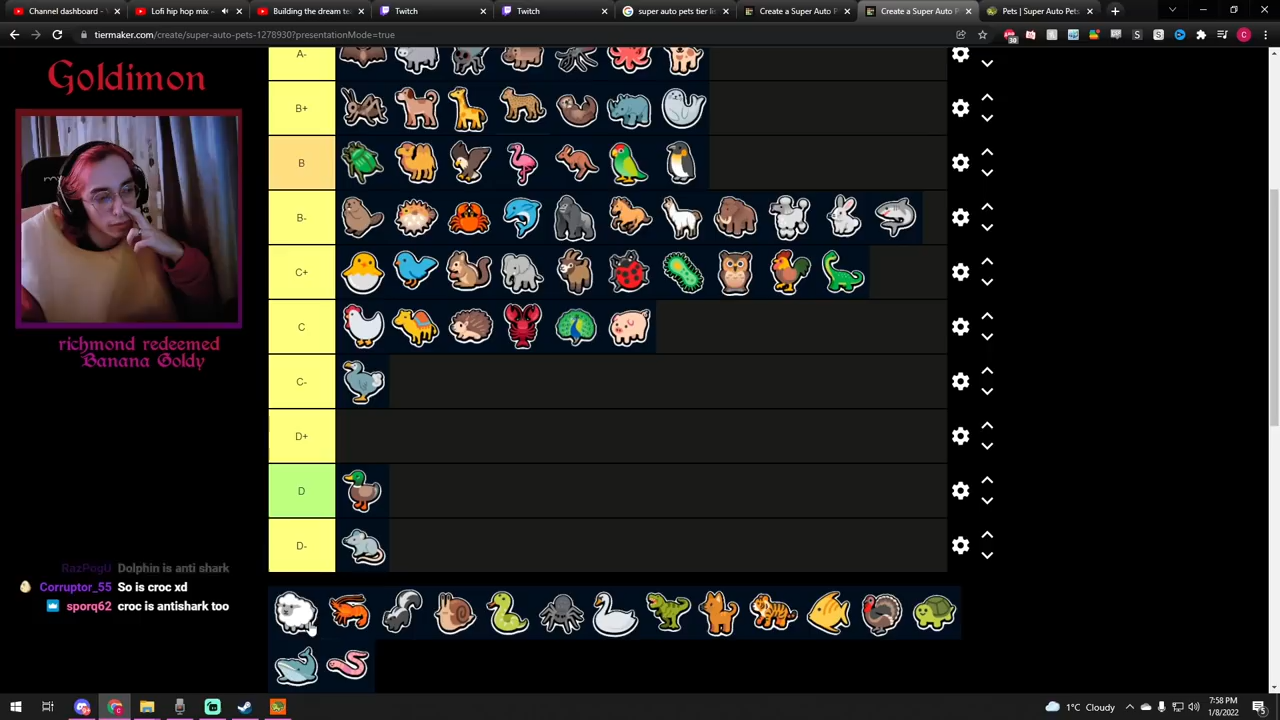 Channel dashboard -
Lofi hip hop mix -
Building the dream te
Twitch
Twitch
super auto pets tier li
Create a Super Auto P
Create a Super Auto P
Pets | Super Auto Pets
tiermaker.com/create/super-auto-pets-1278930?presentationMode=true
Goldimon
richmond redeemed
Banana Goldy
A-
B+
B
B-
C+
C
C-
D+
D
D-
RazPogU Dolphin is anti shark
Corruptor_55 So is croc xd
sporq62 croc is antishark too
1°C Cloudy
7:58 PM
1/8/2022